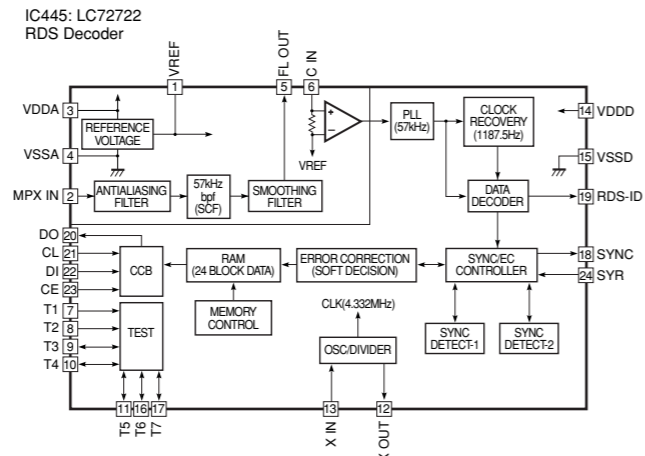 IC445: LC72722
RDS Decoder
VREF
FL OUT
C IN
1
5
6
VDDA 3
REFERENCE
VOLTAGE
VSSA 4
+
−
VREF
PLL
(57kHz)
CLOCK
RECOVERY
(1187.5Hz)
14 VDDD
15 VSSD
MPX IN 2
ANTIALIASING
FILTER
57kHz
bpf
(SCF)
SMOOTHING
FILTER
DATA
DECODER
19 RDS-ID
DO 20
CL 21
DI 22
CE 23
CCB
RAM
(24 BLOCK DATA)
ERROR CORRECTION
(SOFT DECISION)
SYNC/EC
CONTROLLER
18 SYNC
24 SYR
T1 7
T2 8
T3 9
T4 10
TEST
MEMORY
CONTROL
CLK(4.332MHz)
OSC/DIVIDER
SYNC
DETECT-1
SYNC
DETECT-2
11 16 17
T5
T6
T7
13
12
X IN
X OUT